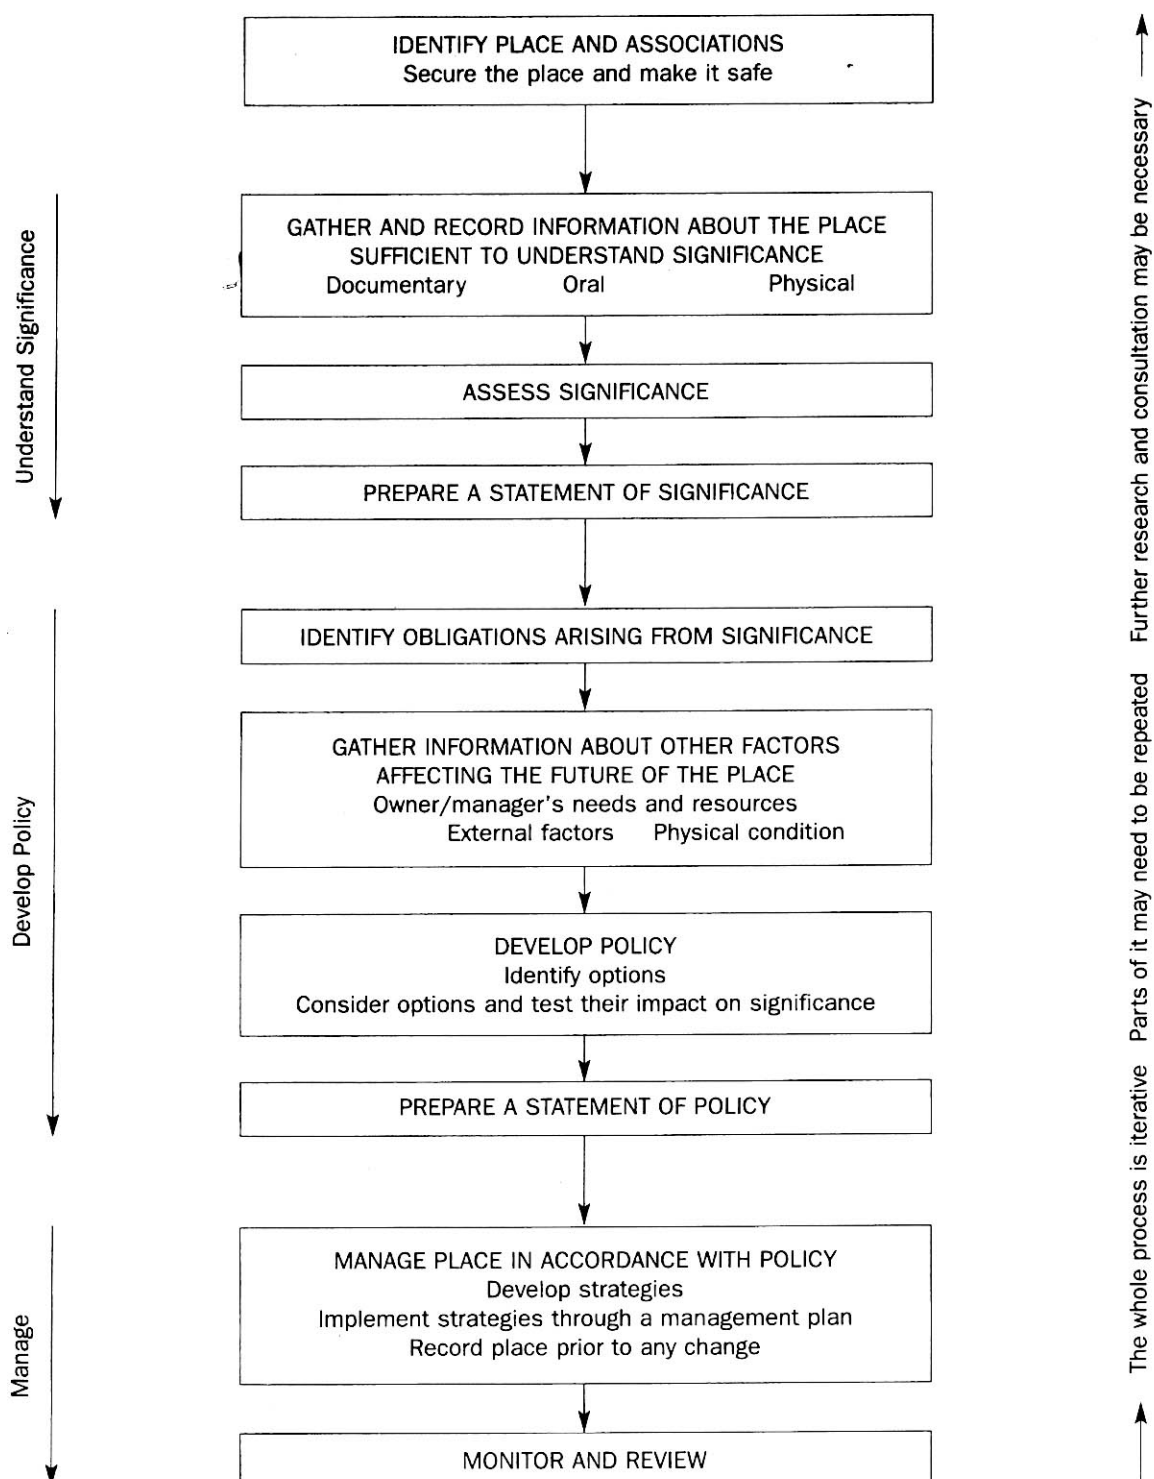 IDENTIFY PLACE AND ASSOCIATIONS
Secure the place and make it safe
Understand Significance
GATHER AND RECORD INFORMATION ABOUT THE PLACE
SUFFICIENT TO UNDERSTAND SIGNIFICANCE
Documentary Oral Physical
ASSESS SIGNIFICANCE
PREPARE A STATEMENT OF SIGNIFICANCE
Develop Policy
IDENTIFY OBLIGATIONS ARISING FROM SIGNIFICANCE
GATHER INFORMATION ABOUT OTHER FACTORS
AFFECTING THE FUTURE OF THE PLACE
Owner/manager's needs and resources
External factors Physical condition
DEVELOP POLICY
Identify options
Consider options and test their impact on significance
PREPARE A STATEMENT OF POLICY
Manage
MANAGE PLACE IN ACCORDANCE WITH POLICY
Develop strategies
Implement strategies through a management plan
Record place prior to any change
MONITOR AND REVIEW
The whole process is iterative Parts of it may need to be repeated Further research and consultation may be necessary